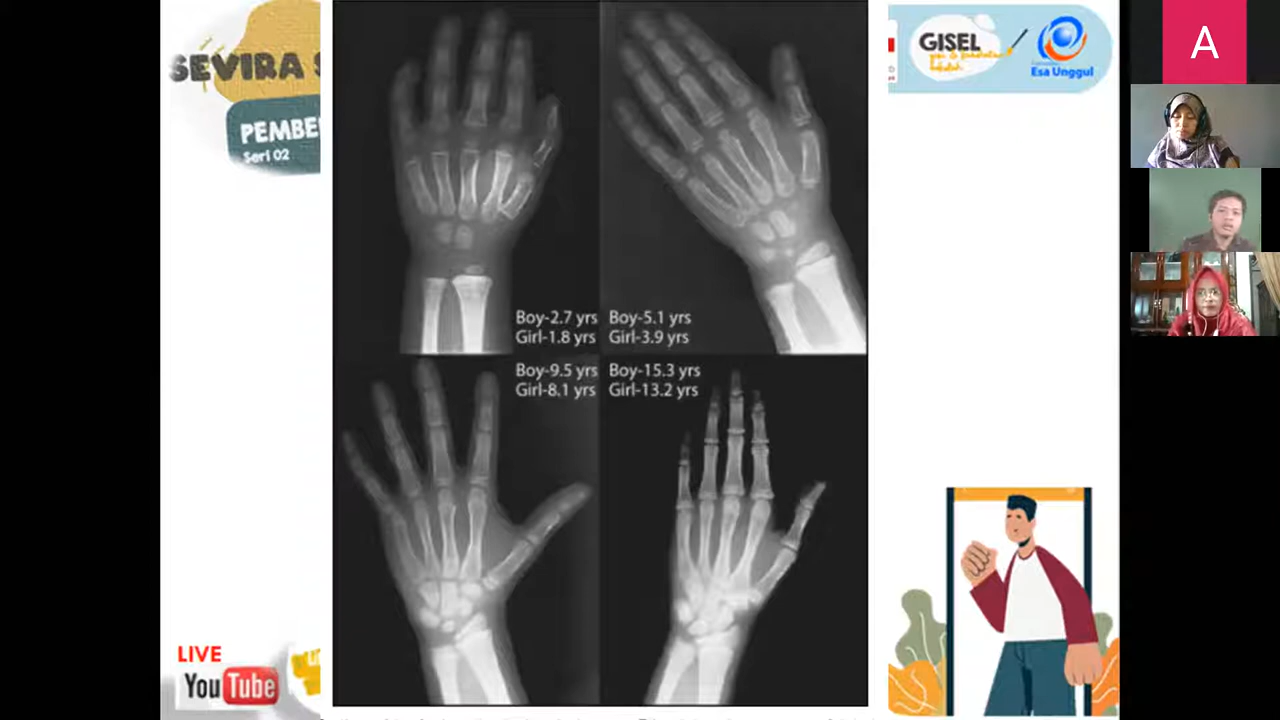 SEVIRA S
PEMBE
Seri 02
GISEL
Esa Unggul
A
Boy-2.7 yrs
Girl-1.8 yrs
Boy-5.1 yrs
Girl-3.9 yrs
Boy-9.5 yrs
Girl-8.1 yrs
Boy-15.3 yrs
Girl-13.2 yrs
LIVE
YouTube